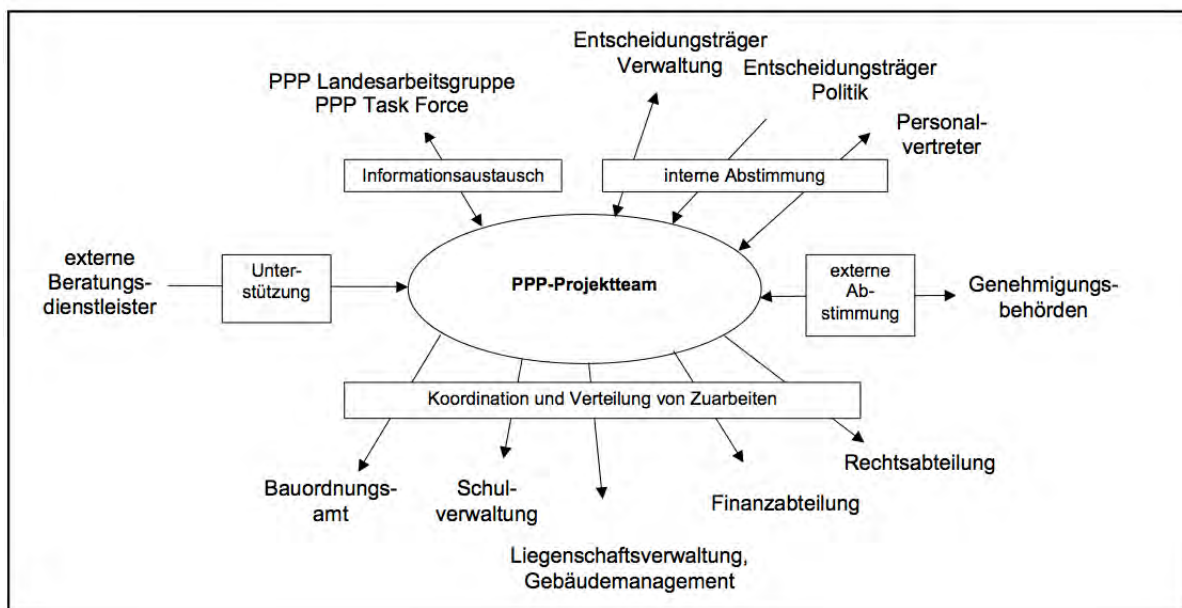 Entscheidungsträger
Verwaltung
Entscheidungsträger
Politik
PPP Landesarbeitsgruppe
PPP Task Force
Personal-
vertreter
Informationsaustausch
interne Abstimmung
externe
Beratungs-
dienstleister
Unter-
stützung
PPP-Projektteam
externe
Ab-
stimmung
Genehmigungs-
behörden
Koordination und Verteilung von Zuarbeiten
Bauordnungs-
amt
Schul-
verwaltung
Liegenschaftsverwaltung,
Gebäudemanagement
Finanzabteilung
Rechtsabteilung